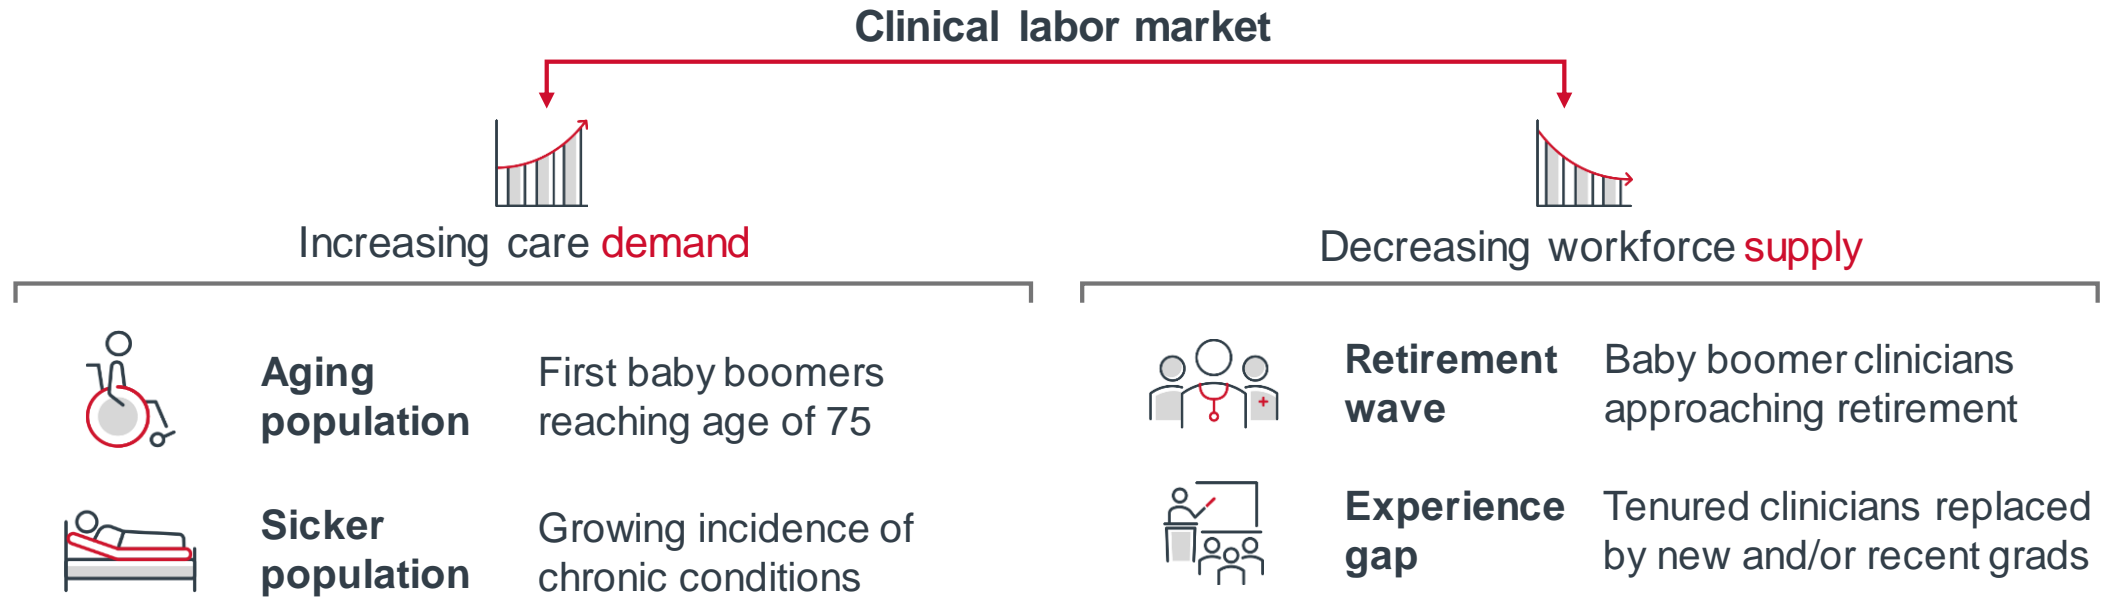 Clinical labor market
Increasing care demand
Aging
population
First baby boomers
reaching age of 75
Sicker
population
Growing incidence of
chronic conditions
Decreasing workforce supply
Retirement
wave
Baby boomer clinicians
approaching retirement
Experience
gap
Tenured clinicians replaced
by new and/or recent grads